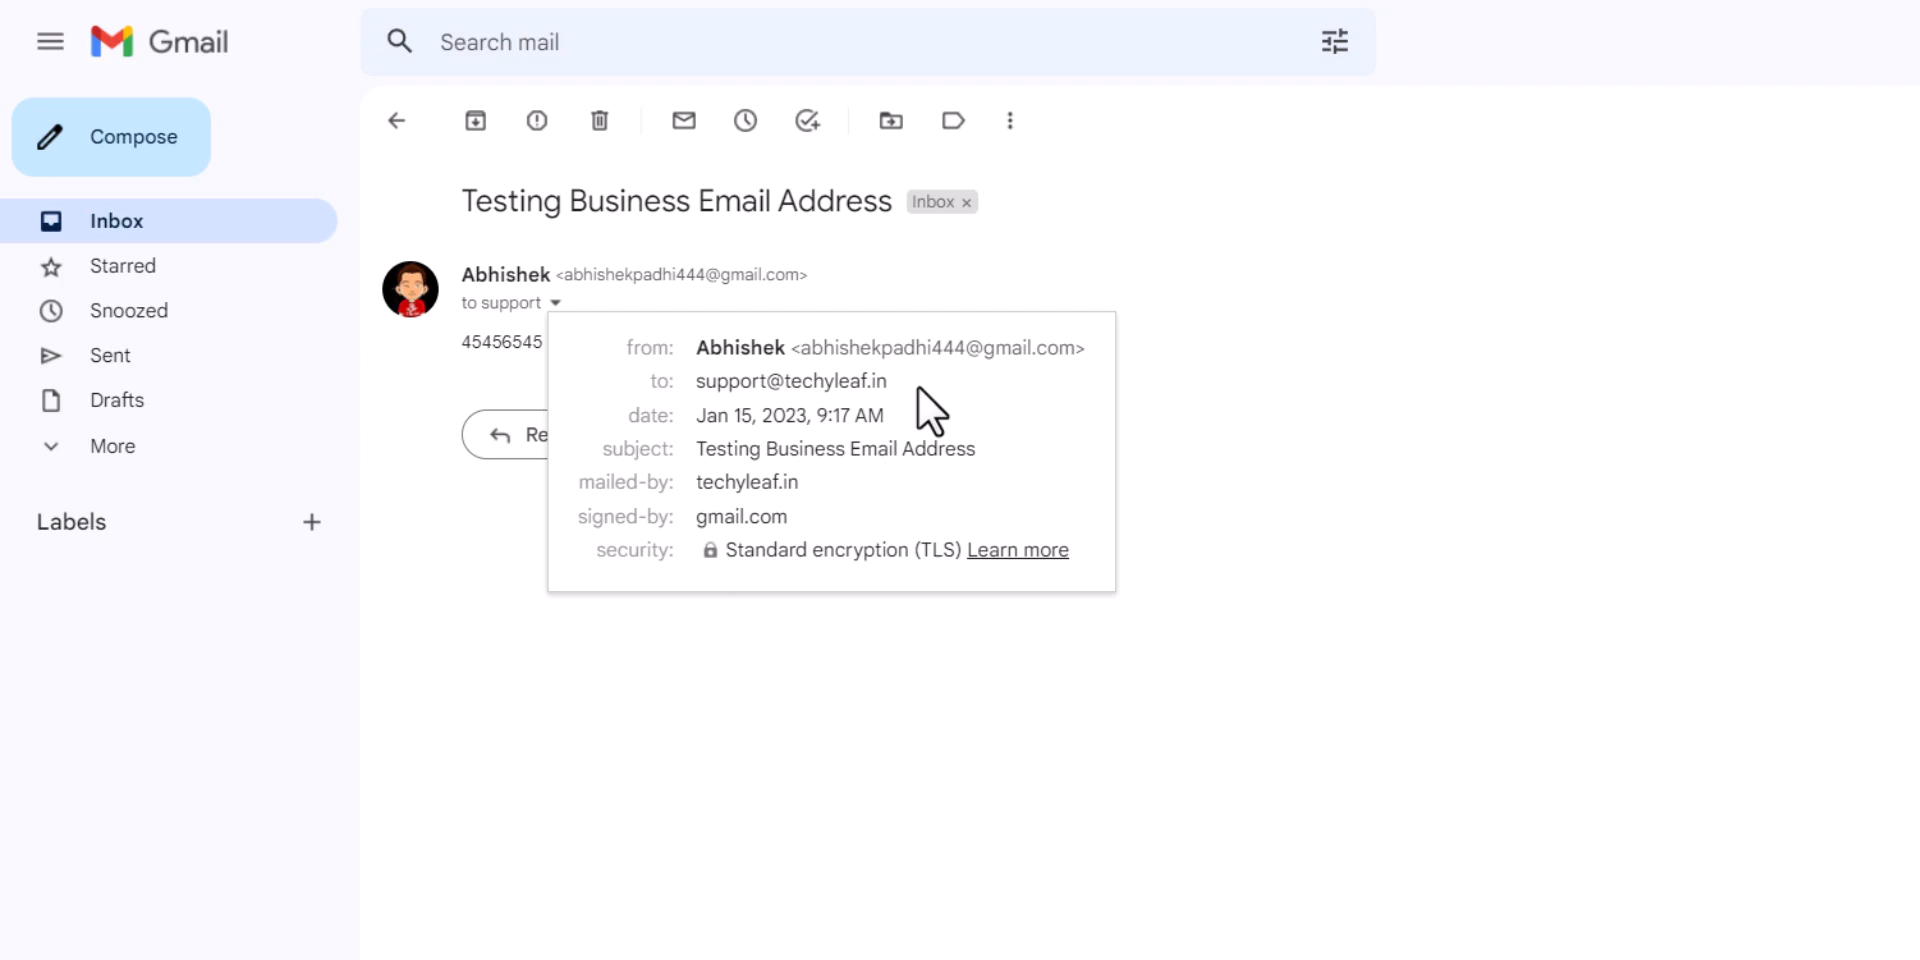 Gmail
Search mail
Compose
Inbox
Starred
Snoozed
Sent
Drafts
More
Labels
Testing Business Email Address Inbox ×
Abhishek <abhishekpadhi444@gmail.com>
to support
45456545
Re
from: Abhishek <abhishekpadhi444@gmail.com>
to: support@techyleaf.in
date: Jan 15, 2023, 9:17 AM
subject: Testing Business Email Address
mailed-by: techyleaf.in
signed-by: gmail.com
security: Standard encryption (TLS) Learn more